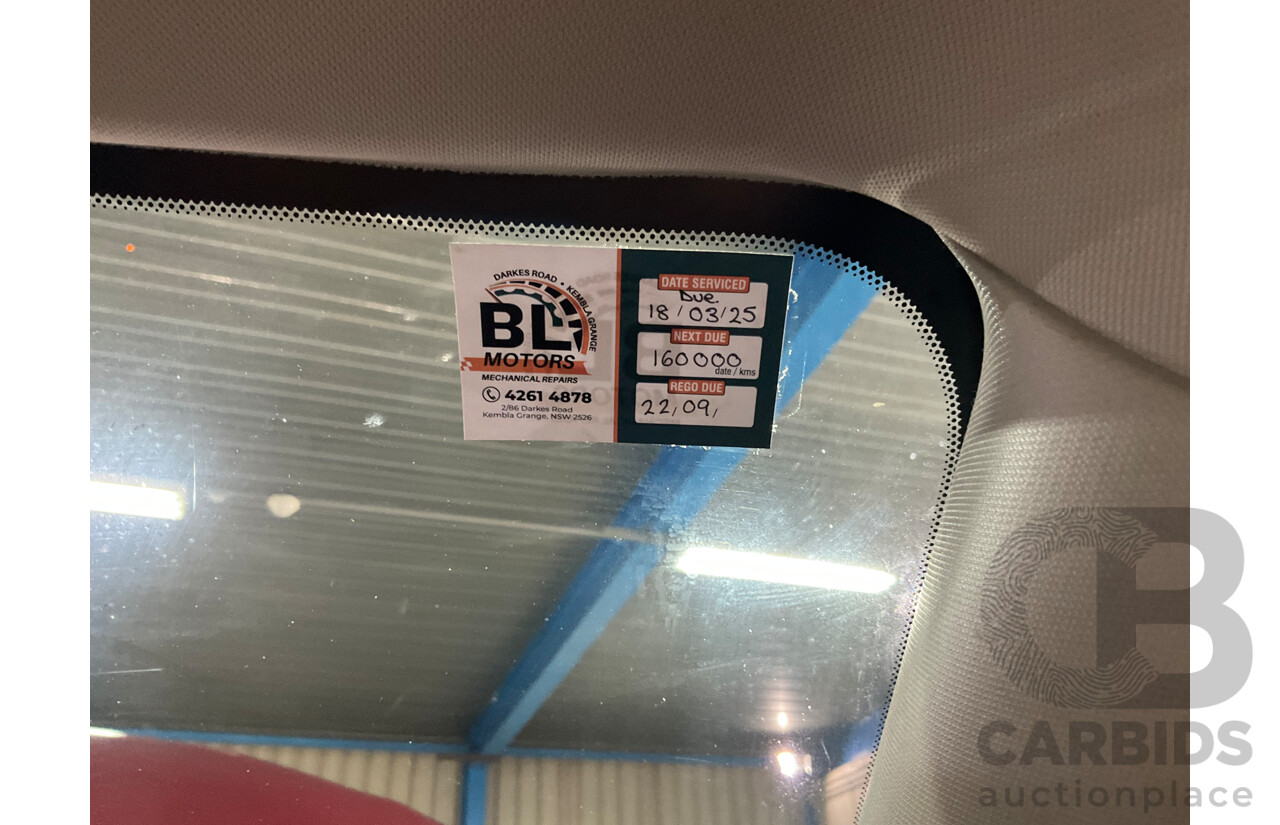 DARKES ROAD • KEMBLA GRANGE
BL
MOTORS
MECHANICAL REPAIRS
4261 4878
2/86 Darkes Road
Kembla Grange, NSW 2526
DATE SERVICED
Due.
18/03/25
NEXT DUE
160000
date / kms
REGO DUE
22,09,
CB
CARBIDS
auctionplace